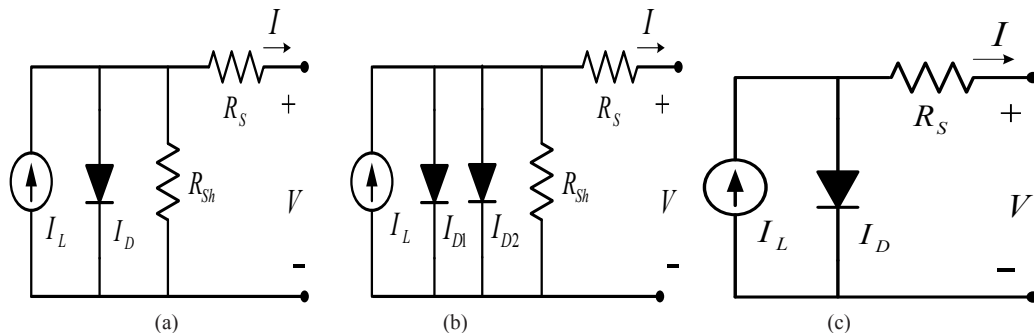 I
R_S
+
R_Sh
V
I_L
I_D
-
(a)
I
R_S
+
R_Sh
V
I_L
I_D1
I_D2
-
(b)
I
R_S
+
V
I_L
I_D
-
(c)